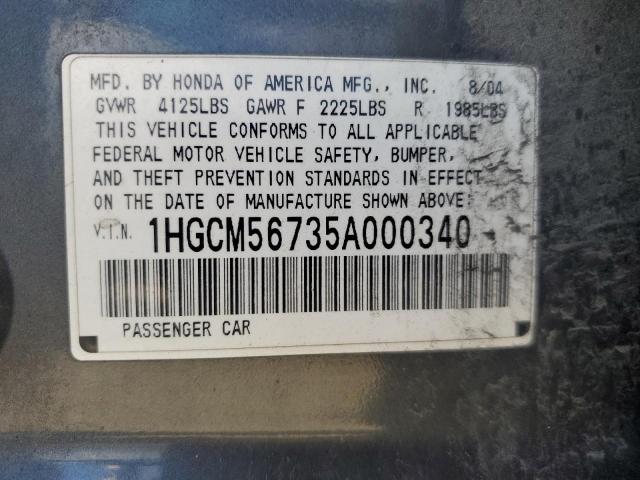 MFD. BY HONDA OF AMERICA MFG., INC. 8/04
GVWR 4125LBS GAWR F 2225LBS R 1985LBS
THIS VEHICLE CONFORMS TO ALL APPLICABLE
FEDERAL MOTOR VEHICLE SAFETY, BUMPER,
AND THEFT PREVENTION STANDARDS IN EFFECT
ON THE DATE OF MANUFACTURE SHOWN ABOVE:
V.I.N. 1HGCM56735A000340
PASSENGER CAR